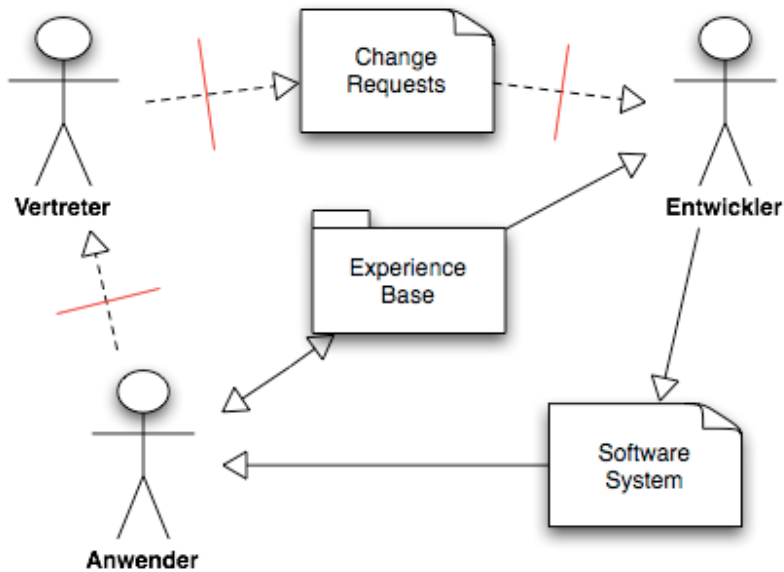 Change
Requests
Vertreter
Entwickler
Experience
Base
Software
System
Anwender